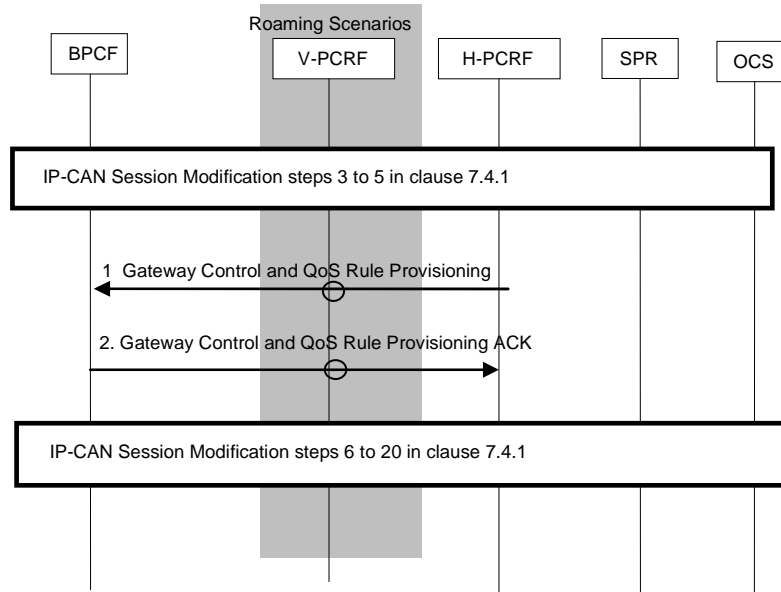 Roaming Scenarios
BPCF
V-PCRF
H-PCRF
SPR
OCS
IP-CAN Session Modification steps 3 to 5 in clause 7.4.1
1 Gateway Control and QoS Rule Provisioning
2. Gateway Control and QoS Rule Provisioning ACK
IP-CAN Session Modification steps 6 to 20 in clause 7.4.1